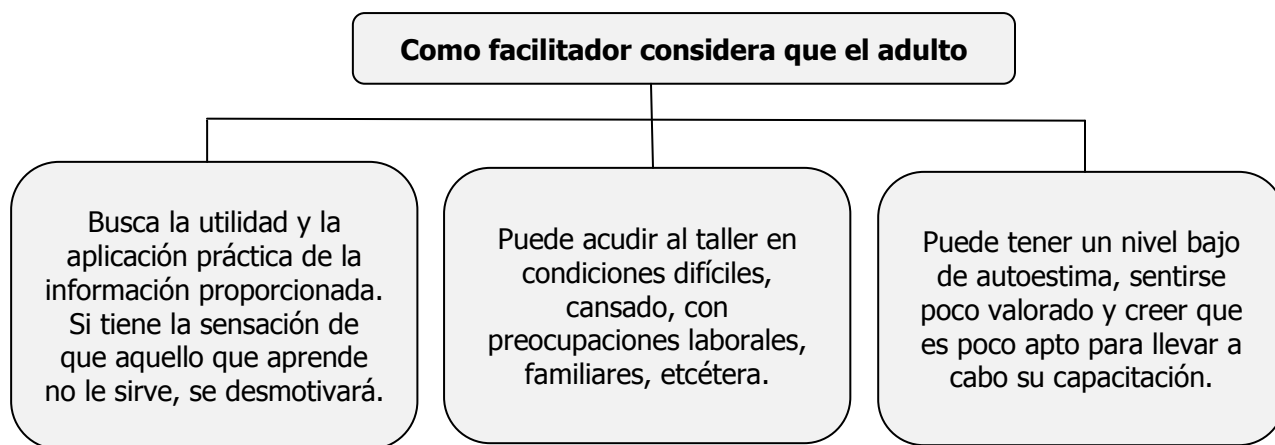 Como facilitador considera que el adulto
Busca la utilidad y la
aplicación práctica de la
información proporcionada.
Si tiene la sensación de
que aquello que aprende
no le sirve, se desmotivará.
Puede acudir al taller en
condiciones difíciles,
cansado, con
preocupaciones laborales,
familiares, etcétera.
Puede tener un nivel bajo
de autoestima, sentirse
poco valorado y creer que
es poco apto para llevar a
cabo su capacitación.